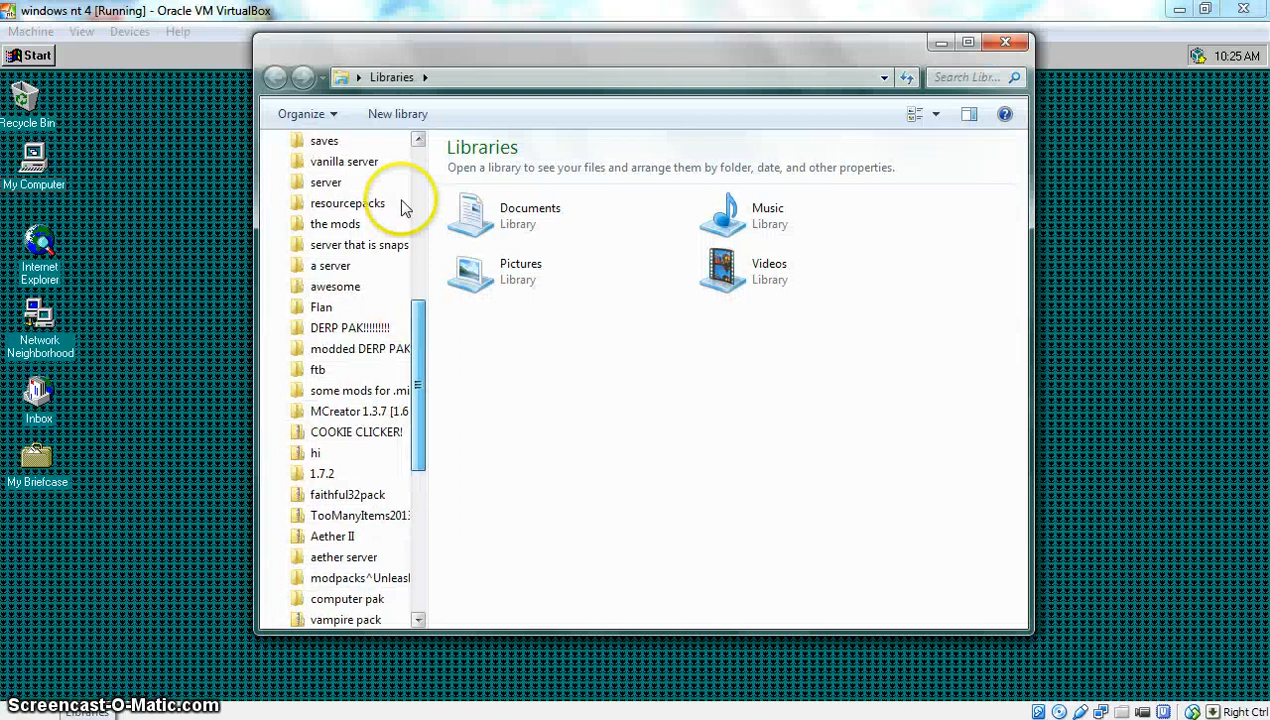 windows nt 4 [Running] - Oracle VM VirtualBox
Machine View Devices Help
Start
10:25 AM
Recycle Bin
My Computer
Internet
Explorer
Network
Neighborhood
Inbox
My Briefcase
Libraries
Search Libr...
Organize
New library
saves
vanilla server
server
resourcepacks
the mods
server that is snaps
a server
awesome
Flan
DERP PAK!!!!!!!!!
modded DERP PAK
ftb
some mods for .mi
MCreator 1.3.7 [1.6
COOKIE CLICKER!
hi
1.7.2
faithful32pack
TooManyItems2013
Aether II
aether server
modpacks^Unleash
computer pak
vampire pack
Libraries
Open a library to see your files and arrange them by folder, date, and other properties.
Documents
Library
Music
Library
Pictures
Library
Videos
Library
Screencast-O-Matic.com
Libraries
Right Ctrl